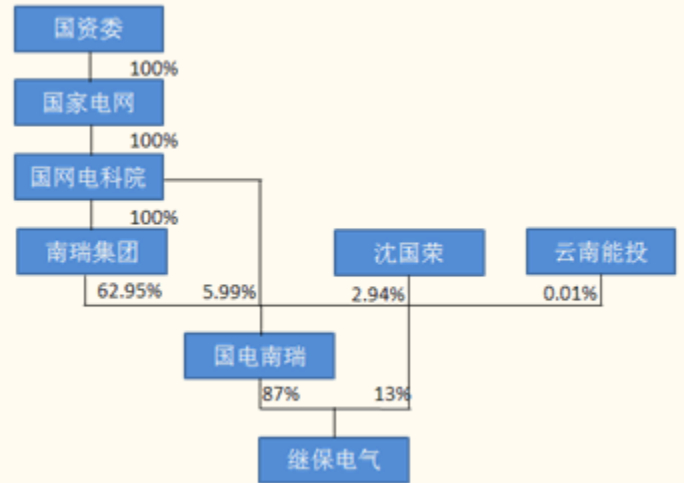 国资委
100%
国家电网
100%
国网电科院
100%
南瑞集团
沈国荣
云南能投
62.95%
5.99%
2.94%
0.01%
国电南瑞
87%
13%
继保电气